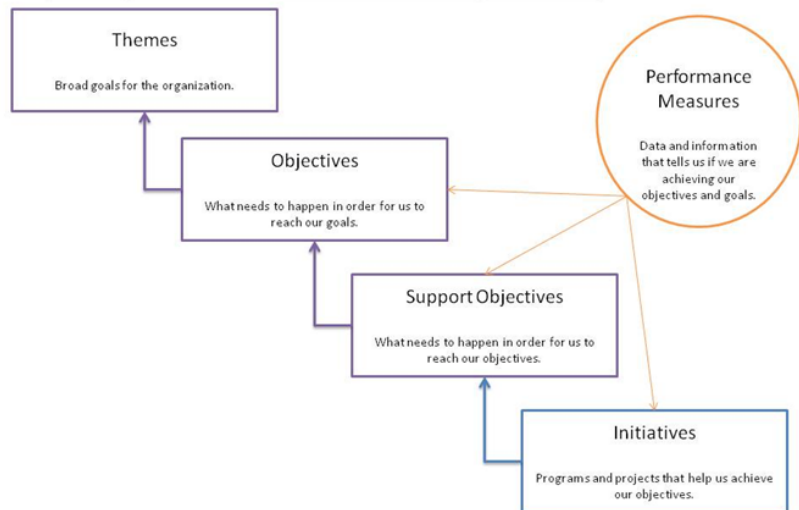 Themes
Broad goals for the organization.
Performance
Measures
Data and information
that tells us if we are
achieving our
objectives and goals.
Objectives
What needs to happen in order for us to
reach our goals.
Support Objectives
What needs to happen in order for us to
reach our objectives.
Initiatives
Programs and projects that help us achieve
our objectives.